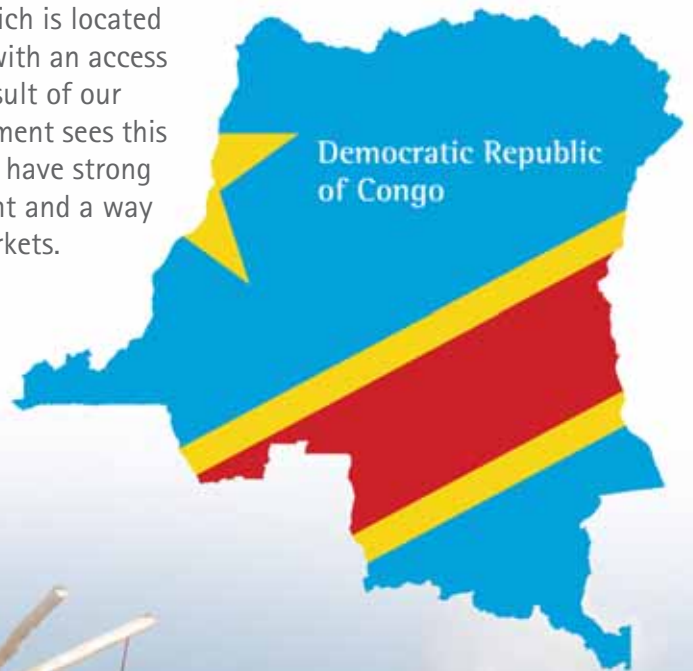 ich is located
with an access
sult of our
ment sees this
have strong
nt and a way
rkets.
Democratic Republic
of Congo